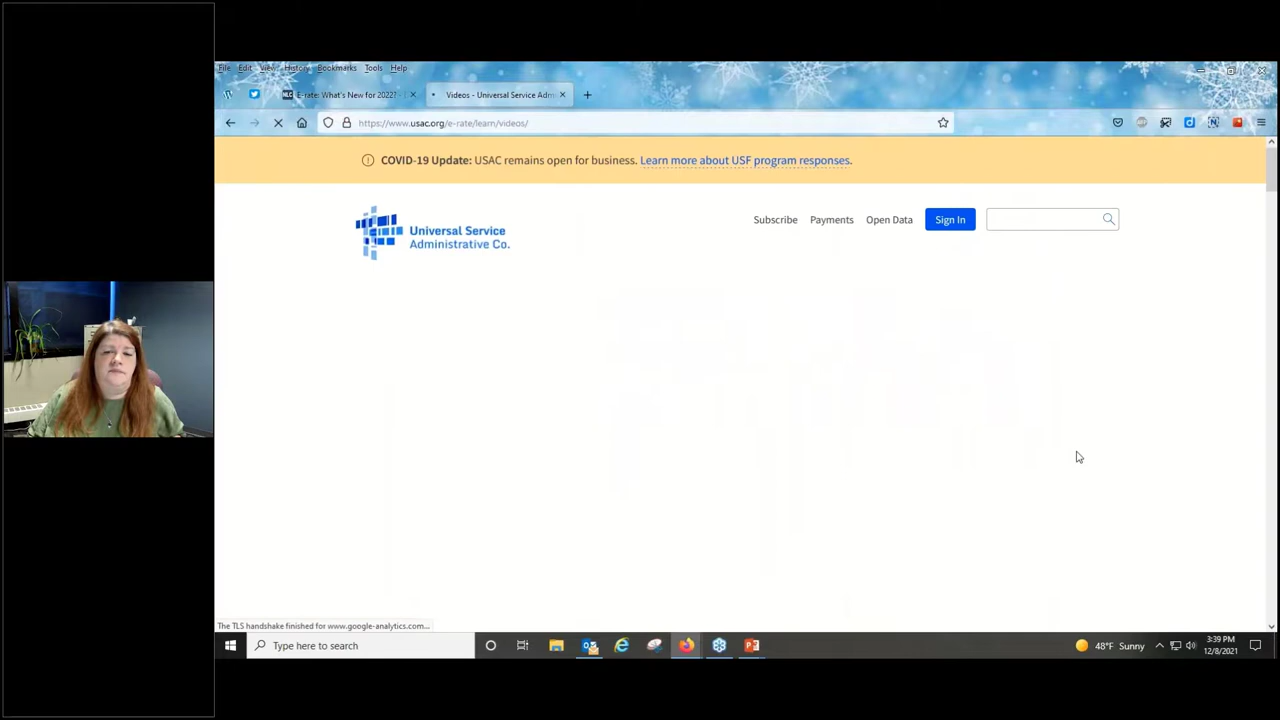 File Edit View History Bookmarks Tools Help
E-rate: What's New for 2022? -
Videos - Universal Service Adm
https://www.usac.org/e-rate/learn/videos/
COVID-19 Update: USAC remains open for business. Learn more about USF program responses.
Universal Service
Administrative Co.
Subscribe Payments Open Data Sign In
The TLS handshake finished for www.google-analytics.com...
Type here to search
48°F Sunny
3:39 PM
12/8/2021